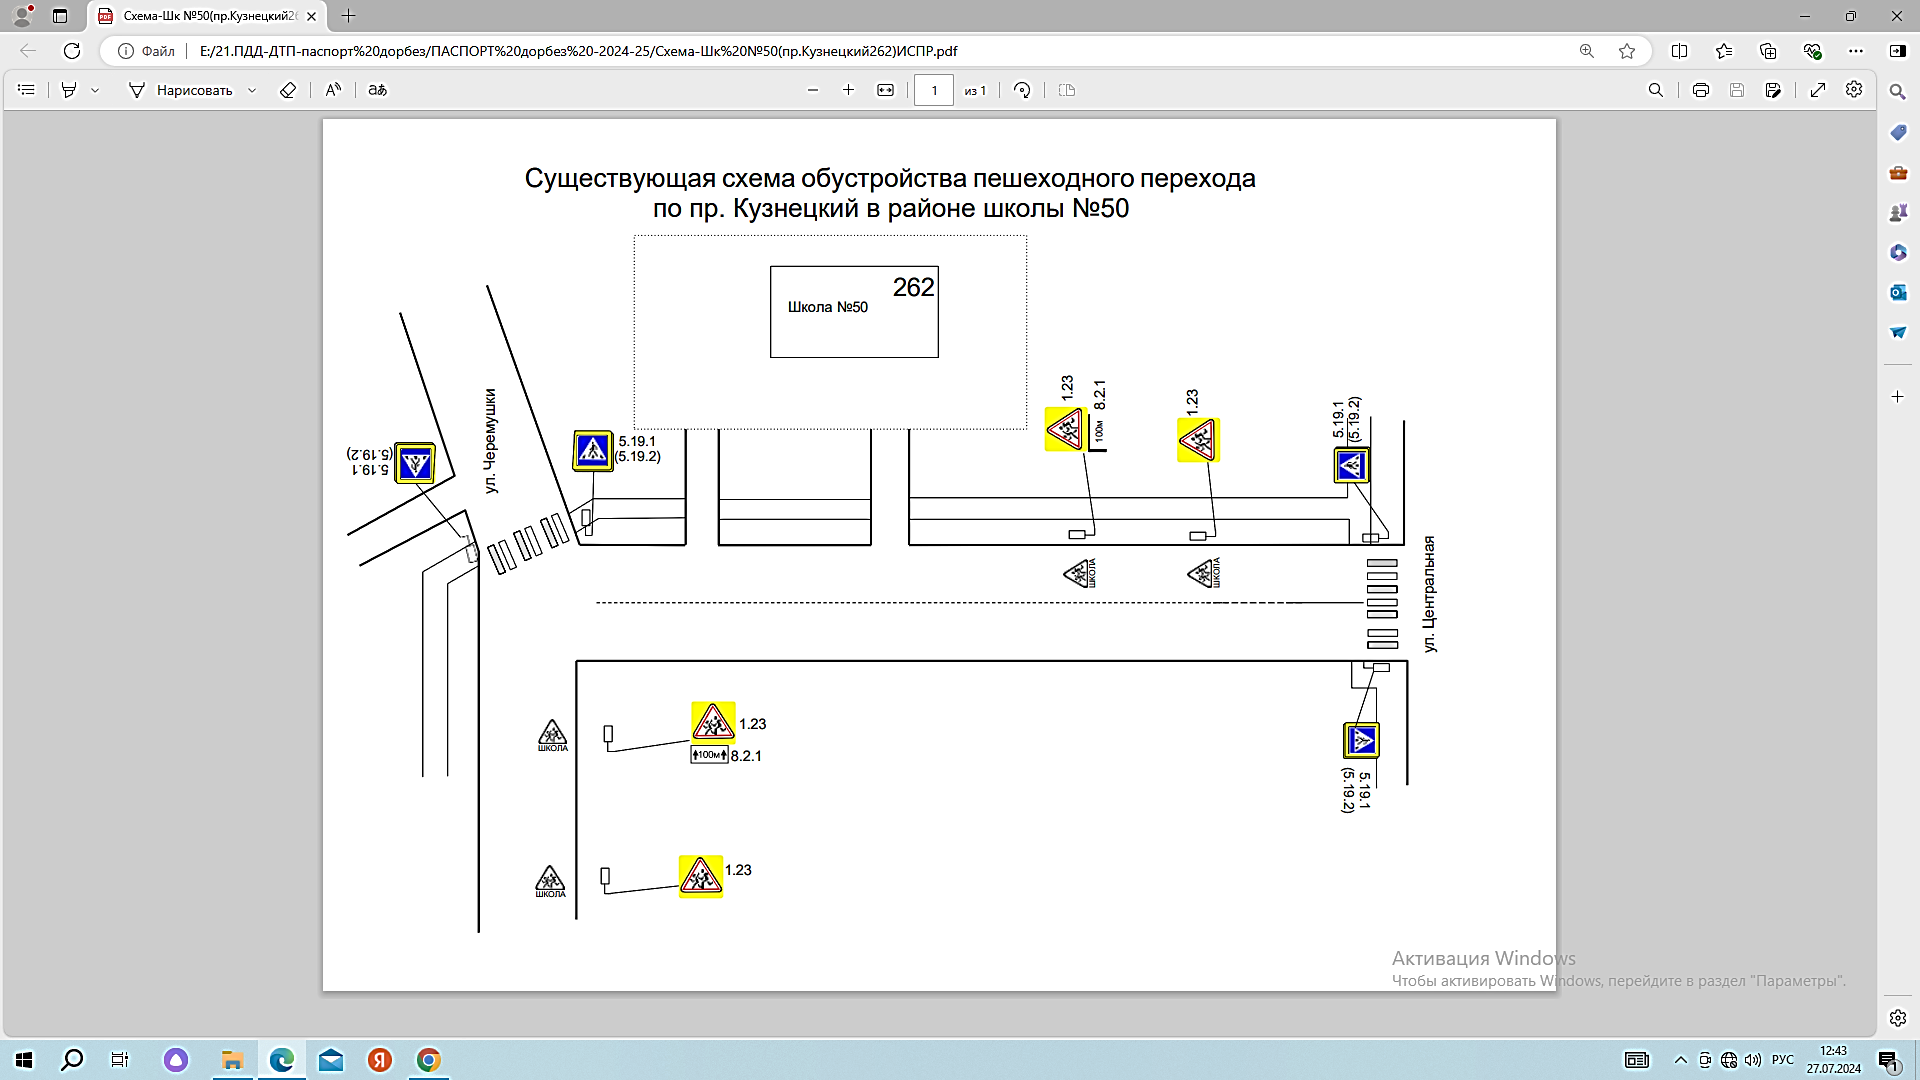 Схема-Шк №50(пр.Кузнецкий26
Файл
E:/21.ПДД-ДТП-паспорт%20дорбез/ПАСПОРТ%20дорбез%20-2024-25/Схема-Шк%20№50(пр.Кузнецкий262)ИСПР.pdf
Нарисовать
аあ
1
из 1
Существующая схема обустройства пешеходного перехода
по пр. Кузнецкий в районе школы №50
262
Школа №50
ул. Черемушки
5.19.1
(5.19.2)
5.19.1
(5.19.2)
1.23
8.2.1
100м
1.23
5.19.1
(5.19.2)
ШКОЛА
ШКОЛА
ул. Центральная
ШКОЛА
1.23
100м
8.2.1
5.19.1
(5.19.2)
ШКОЛА
1.23
Активация Windows
Чтобы активировать Windows, перейдите в раздел "Параметры".
РУС
12:43
27.07.2024
1